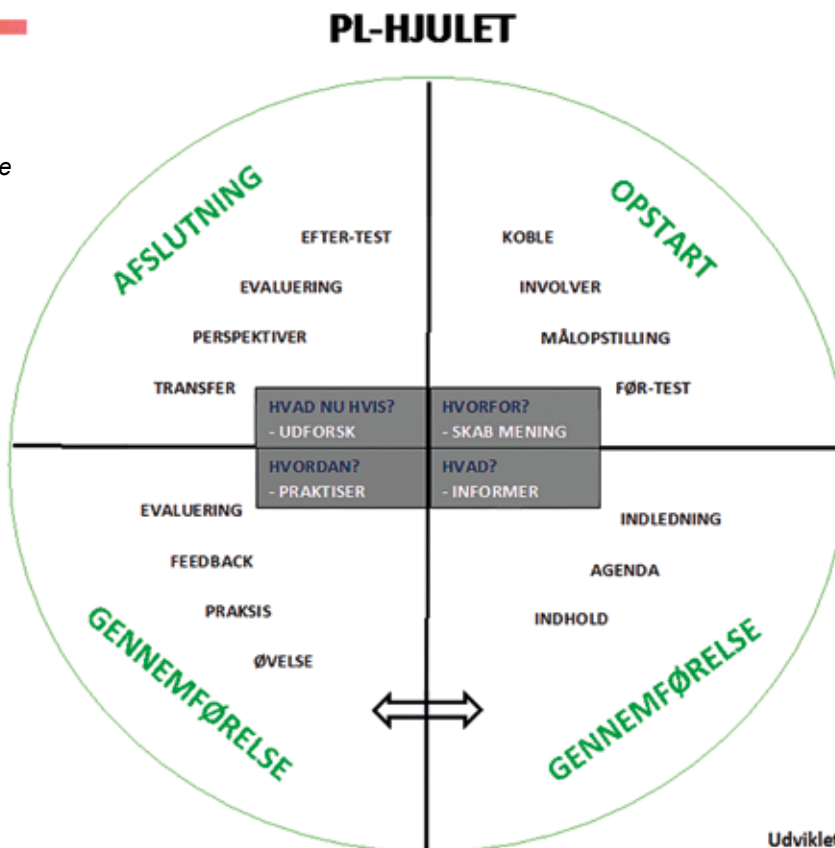 PL-HJULET
e
AFSLUTNING
EFTER-TEST
EVALUERING
PERSPEKTIVER
TRANSFER
OPSTART
KOBLE
INVOLVER
MÅLOPSTILLING
FØR-TEST
HVAD NU HVIS?
- UDFORSK
HVORFOR?
- SKAB MENING
HVORDAN?
- PRAKTISER
HVAD?
- INFORMER
EVALUERING
FEEDBACK
PRAKSIS
ØVELSE
GENNEMFØRELSE
INDLEDNING
AGENDA
INDHOLD
GENNEMFØRELSE
Udviklet